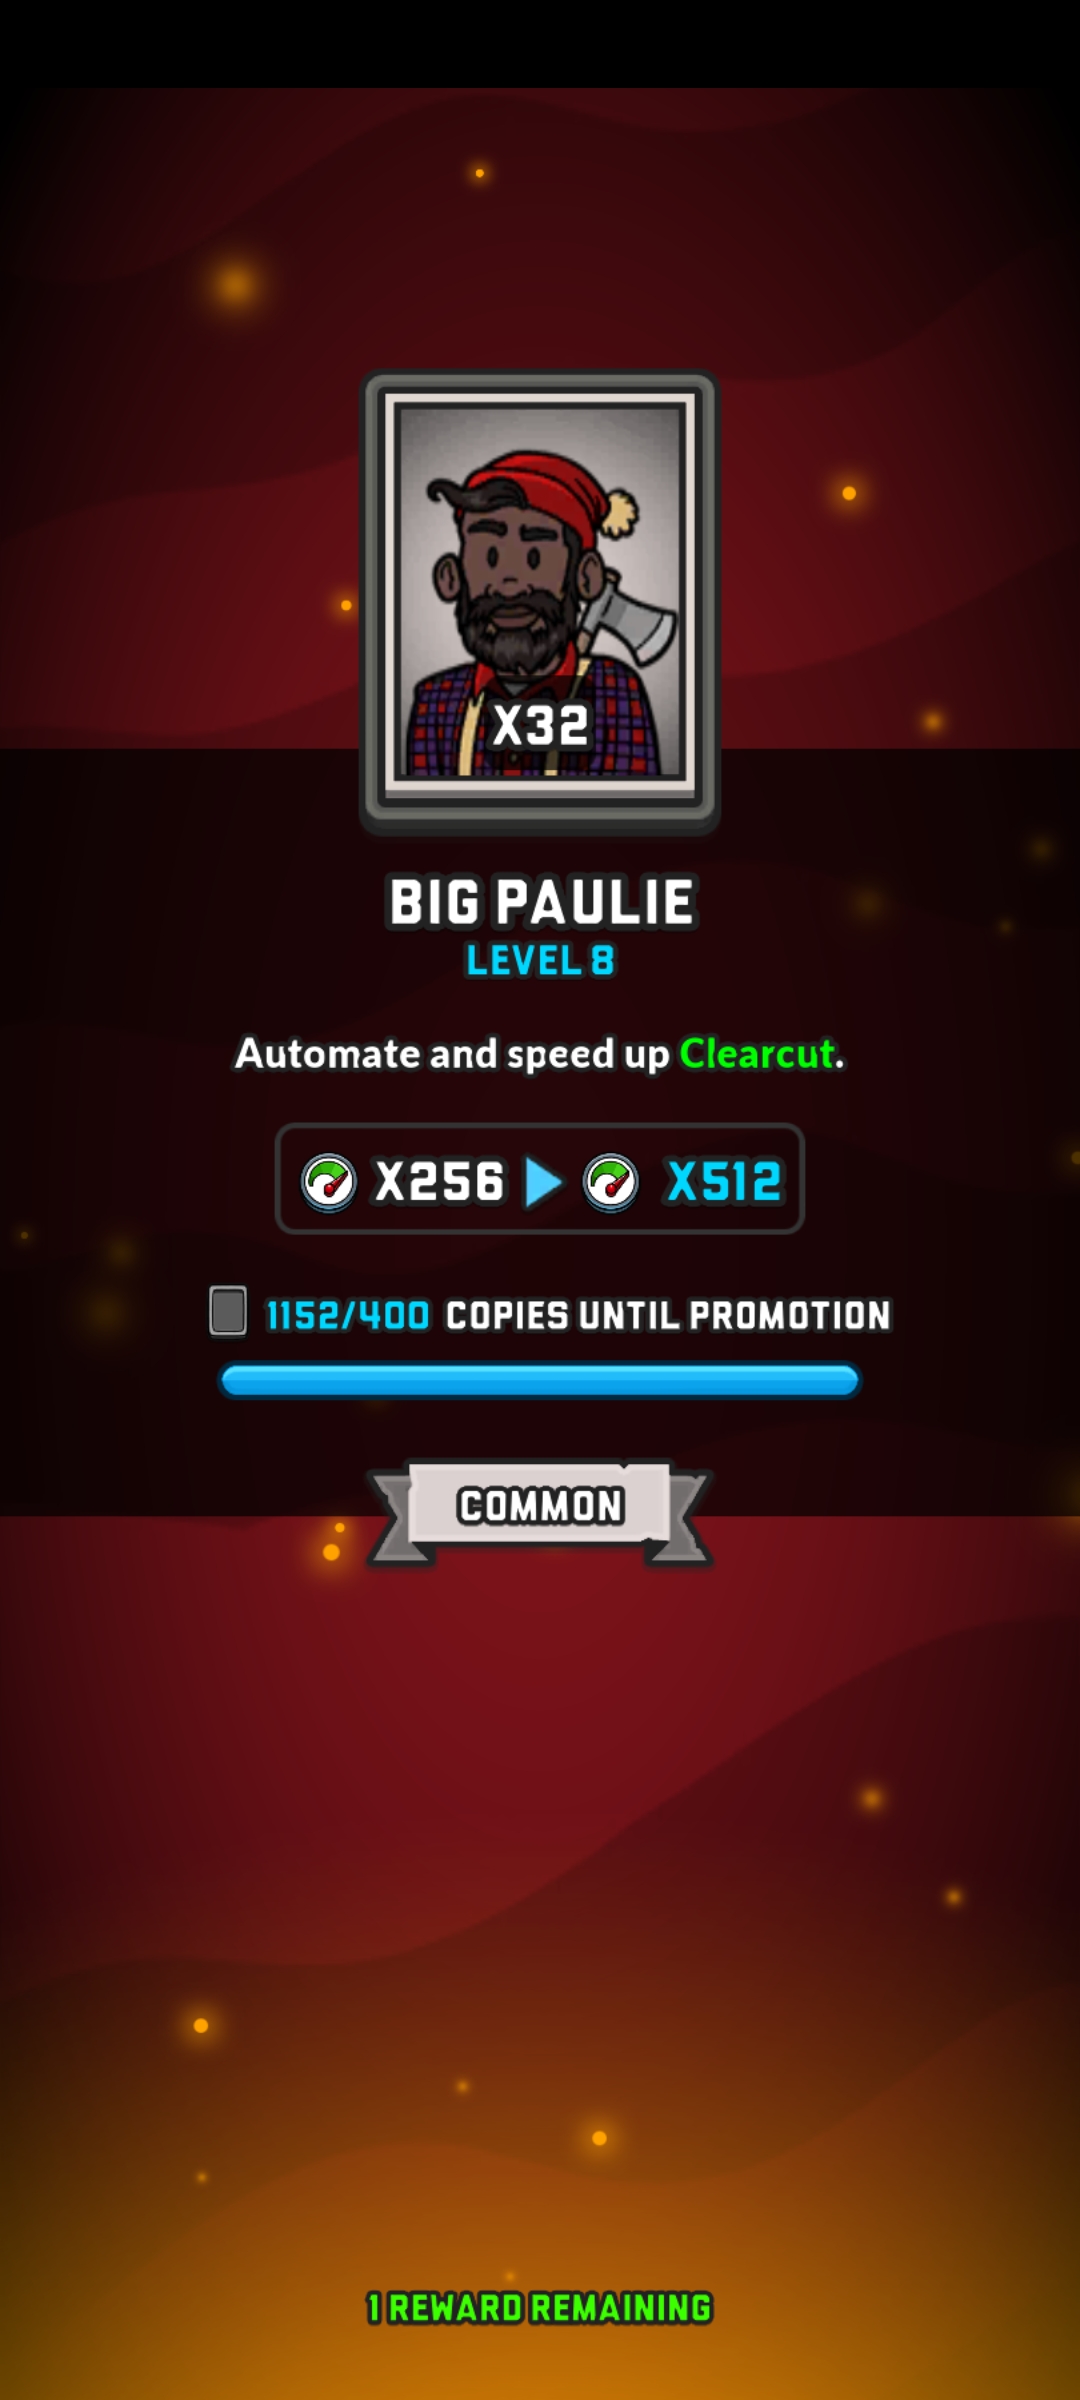 X32
BIG PAULIE
LEVEL 8
Automate and speed up Clearcut.
X256 X512
1152/400 COPIES UNTIL PROMOTION
COMMON
1 REWARD REMAINING